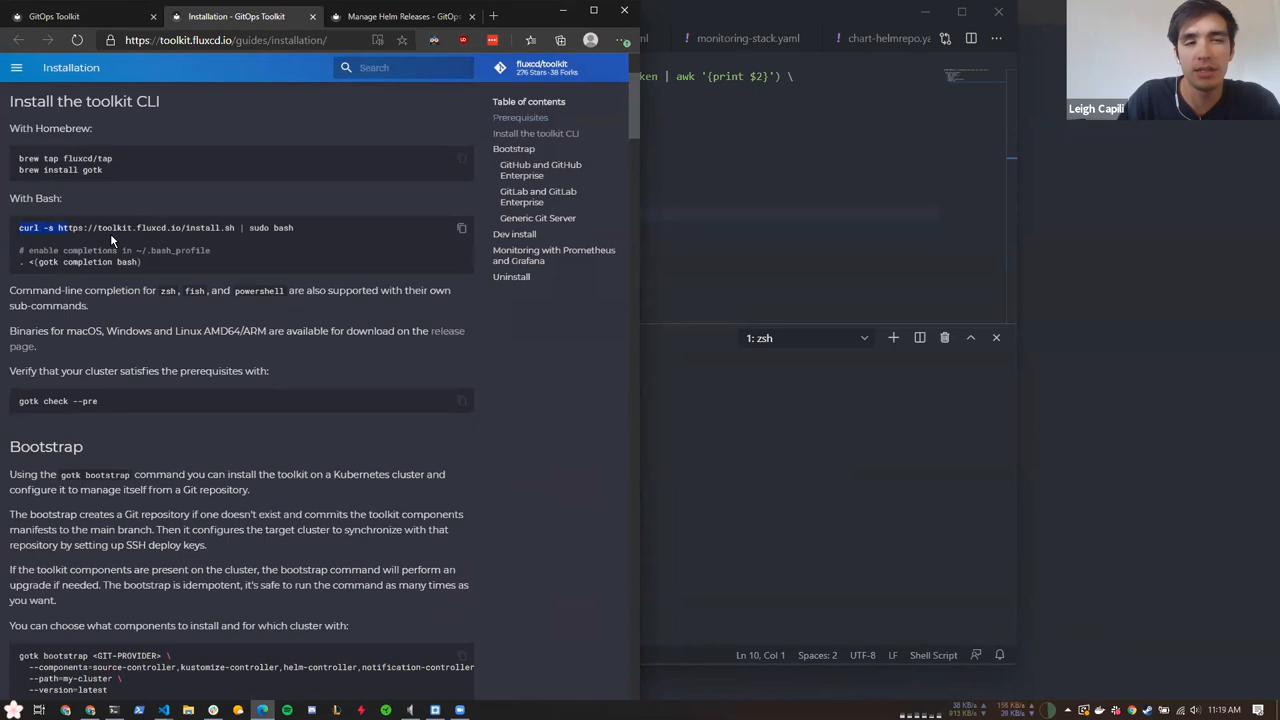 GitOps Toolkit
Installation - GitOps Toolkit
Manage Helm Releases - GitOps
https://toolkit.fluxcd.io/guides/installation/
Installation
Search
fluxcd/toolkit
276 Stars · 38 Forks
Install the toolkit CLI
With Homebrew:
brew tap fluxcd/tap
brew install gotk
With Bash:
curl -s https://toolkit.fluxcd.io/install.sh | sudo bash
# enable completions in ~/.bash_profile
. <(gotk completion bash)
Command-line completion for zsh, fish, and powershell are also supported with their own
sub-commands.
Binaries for macOS, Windows and Linux AMD64/ARM are available for download on the release
page.
Verify that your cluster satisfies the prerequisites with:
gotk check --pre
Bootstrap
Using the gotk bootstrap command you can install the toolkit on a Kubernetes cluster and
configure it to manage itself from a Git repository.
The bootstrap creates a Git repository if one doesn't exist and commits the toolkit components
manifests to the main branch. Then it configures the target cluster to synchronize with that
repository by setting up SSH deploy keys.
If the toolkit components are present on the cluster, the bootstrap command will perform an
upgrade if needed. The bootstrap is idempotent, it's safe to run the command as many times as
you want.
You can choose what components to install and for which cluster with:
gotk bootstrap <GIT-PROVIDER> \
--components=source-controller,kustomize-controller,helm-controller,notification-controller
--path=my-cluster \
--version=latest
Table of contents
Prerequisites
Install the toolkit CLI
Bootstrap
GitHub and GitHub
Enterprise
GitLab and GitLab
Enterprise
Generic Git Server
Dev install
Monitoring with Prometheus
and Grafana
Uninstall
ml
monitoring-stack.yaml
chart-helmrepo.ya
ken | awk '{print $2}') \
1: zsh
Ln 10, Col 1
Spaces: 2
UTF-8
LF
Shell Script
Leigh Capili
38 KB/s
156 KB/s
913 KB/s
20 KB/s
11:19 AM